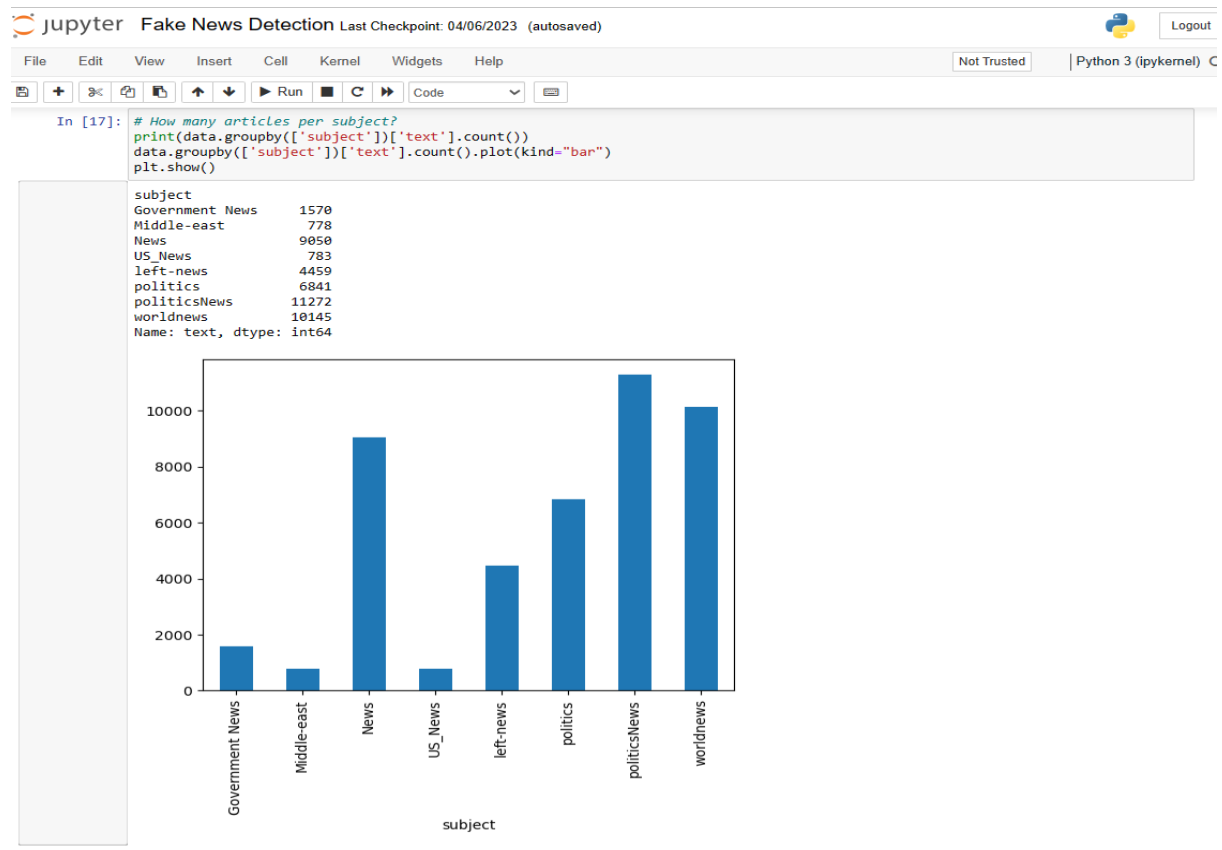 jupyter Fake News Detection Last Checkpoint: 04/06/2023 (autosaved) Logout
File Edit View Insert Cell Kernel Widgets Help Not Trusted Python 3 (ipykernel)
Run Code
In [17]: # How many articles per subject?
print(data.groupby(['subject'])['text'].count())
data.groupby(['subject'])['text'].count().plot(kind="bar")
plt.show()
subject
Government News 1570
Middle-east 778
News 9050
US_News 783
left-news 4459
politics 6841
politicsNews 11272
worldnews 10145
Name: text, dtype: int64
10000
8000
6000
4000
2000
0
Government News
Middle-east
News
US_News
left-news
politics
politicsNews
worldnews
subject